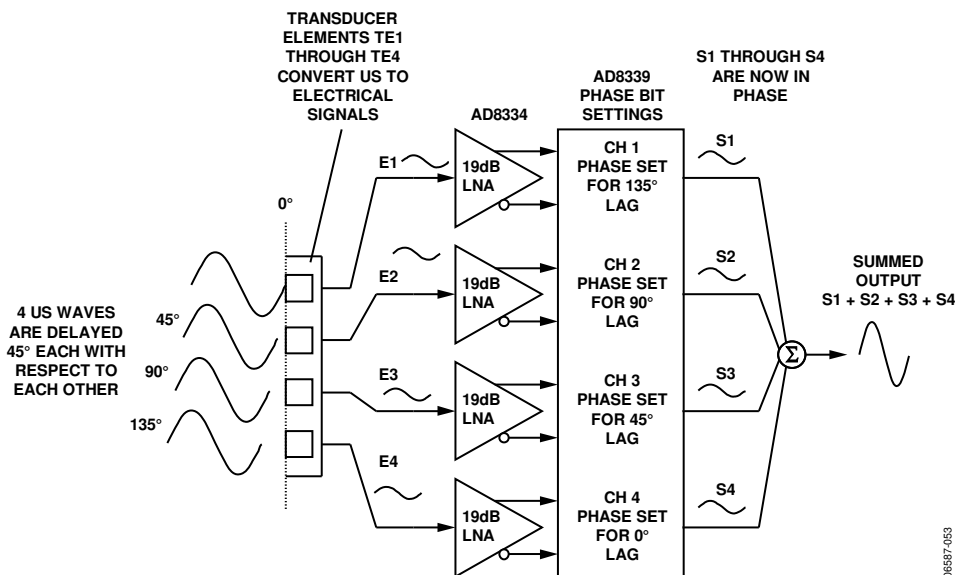 TRANSDUCER
ELEMENTS TE1
THROUGH TE4
CONVERT US TO
ELECTRICAL
SIGNALS
S1 THROUGH S4
ARE NOW IN
PHASE
AD8339
PHASE BIT
SETTINGS
AD8334
E1
19dB
LNA
CH 1
PHASE SET
FOR 135°
LAG
S1
0°
E2
19dB
LNA
CH 2
PHASE SET
FOR 90°
LAG
S2
4 US WAVES
ARE DELAYED
45° EACH WITH
RESPECT TO
EACH OTHER
45°
90°
135°
SUMMED
OUTPUT
S1 + S2 + S3 + S4
Σ
E3
19dB
LNA
CH 3
PHASE SET
FOR 45°
LAG
S3
E4
19dB
LNA
CH 4
PHASE SET
FOR 0°
LAG
S4
06587-053